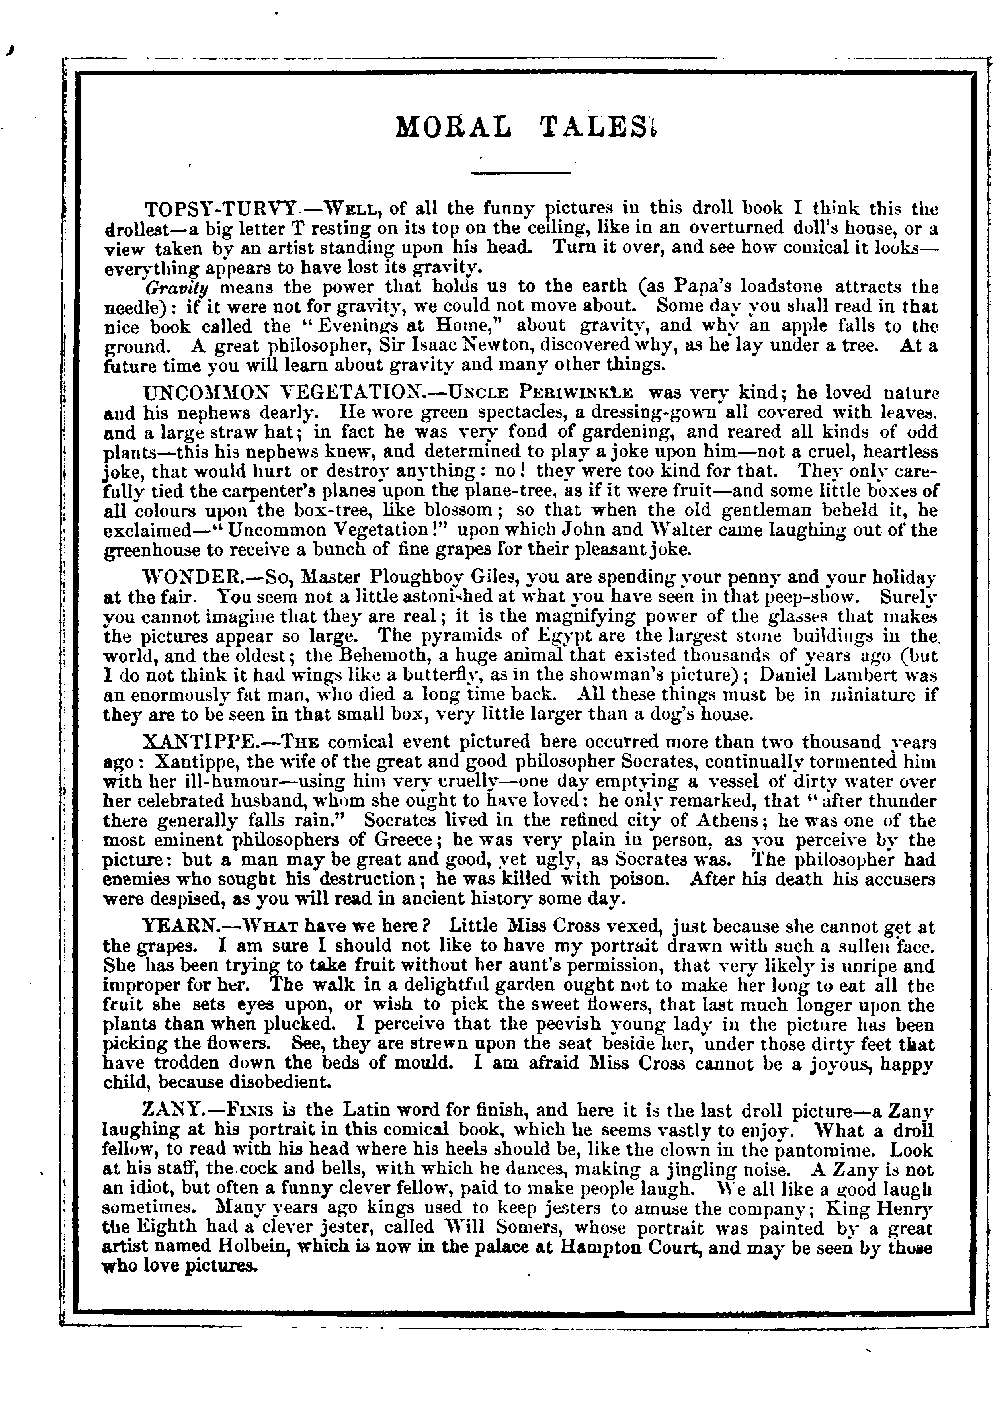 MORAL TALES.
TOPSY-TURVY.—WELL, of all the funny pictures in this droll book I think this the
drollest—a big letter T resting on its top on the ceiling, like in an overturned doll's house, or a
view taken by an artist standing upon his head. Turn it over, and see how comical it looks—
everything appears to have lost its gravity.
Gravity means the power that holds us to the earth (as Papa's loadstone attracts the
needle): if it were not for gravity, we could not move about. Some day you shall read in that
nice book called the "Evenings at Home," about gravity, and why an apple falls to the
ground. A great philosopher, Sir Isaac Newton, discovered why, as he lay under a tree. At a
future time you will learn about gravity and many other things.
UNCOMMON VEGETATION.—UNCLE PERIWINKLE was very kind; he loved nature
and his nephews dearly. He wore green spectacles, a dressing-gown all covered with leaves,
and a large straw hat; in fact he was very fond of gardening, and reared all kinds of odd
plants—this his nephews knew, and determined to play a joke upon him—not a cruel, heartless
joke, that would hurt or destroy anything: no! they were too kind for that. They only care-
fully tied the carpenter's planes upon the plane-tree, as if it were fruit—and some little boxes of
all colours upon the box-tree, like blossom; so that when the old gentleman beheld it, he
exclaimed—"Uncommon Vegetation!" upon which John and Walter came laughing out of the
greenhouse to receive a bunch of fine grapes for their pleasant joke.
WONDER.—So, Master Ploughboy Giles, you are spending your penny and your holiday
at the fair. You seem not a little astonished at what you have seen in that peep-show. Surely
you cannot imagine that they are real; it is the magnifying power of the glasses that makes
the pictures appear so large. The pyramids of Egypt are the largest stone buildings in the
world, and the oldest; the Behemoth, a huge animal that existed thousands of years ago (but
I do not think it had wings like a butterfly, as in the showman's picture); Daniel Lambert was
an enormously fat man, who died a long time back. All these things must be in miniature if
they are to be seen in that small box, very little larger than a dog's house.
XANTIPPE.—THE comical event pictured here occurred more than two thousand years
ago: Xantippe, the wife of the great and good philosopher Socrates, continually tormented him
with her ill-humour—using him very cruelly—one day emptying a vessel of dirty water over
her celebrated husband, whom she ought to have loved: he only remarked, that "after thunder
there generally falls rain." Socrates lived in the refined city of Athens; he was one of the
most eminent philosophers of Greece; he was very plain in person, as you perceive by the
picture: but a man may be great and good, yet ugly, as Socrates was. The philosopher had
enemies who sought his destruction; he was killed with poison. After his death his accusers
were despised, as you will read in ancient history some day.
YEARN.—WHAT have we here? Little Miss Cross vexed, just because she cannot get at
the grapes. I am sure I should not like to have my portrait drawn with such a sullen face.
She has been trying to take fruit without her aunt's permission, that very likely is unripe and
improper for her. The walk in a delightful garden ought not to make her long to eat all the
fruit she sets eyes upon, or wish to pick the sweet flowers, that last much longer upon the
plants than when plucked. I perceive that the peevish young lady in the picture has been
picking the flowers. See, they are strewn upon the seat beside her, under those dirty feet that
have trodden down the beds of mould. I am afraid Miss Cross cannot be a joyous, happy
child, because disobedient.
ZANY.—FINIS is the Latin word for finish, and here it is the last droll picture—a Zany
laughing at his portrait in this comical book, which he seems vastly to enjoy. What a droll
fellow, to read with his head where his heels should be, like the clown in the pantomime. Look
at his staff, the cock and bells, with which he dances, making a jingling noise. A Zany is not
an idiot, but often a funny clever fellow, paid to make people laugh. We all like a good laugh
sometimes. Many years ago kings used to keep jesters to amuse the company; King Henry
the Eighth had a clever jester, called Will Somers, whose portrait was painted by a great
artist named Holbein, which is now in the palace at Hampton Court, and may be seen by those
who love pictures.